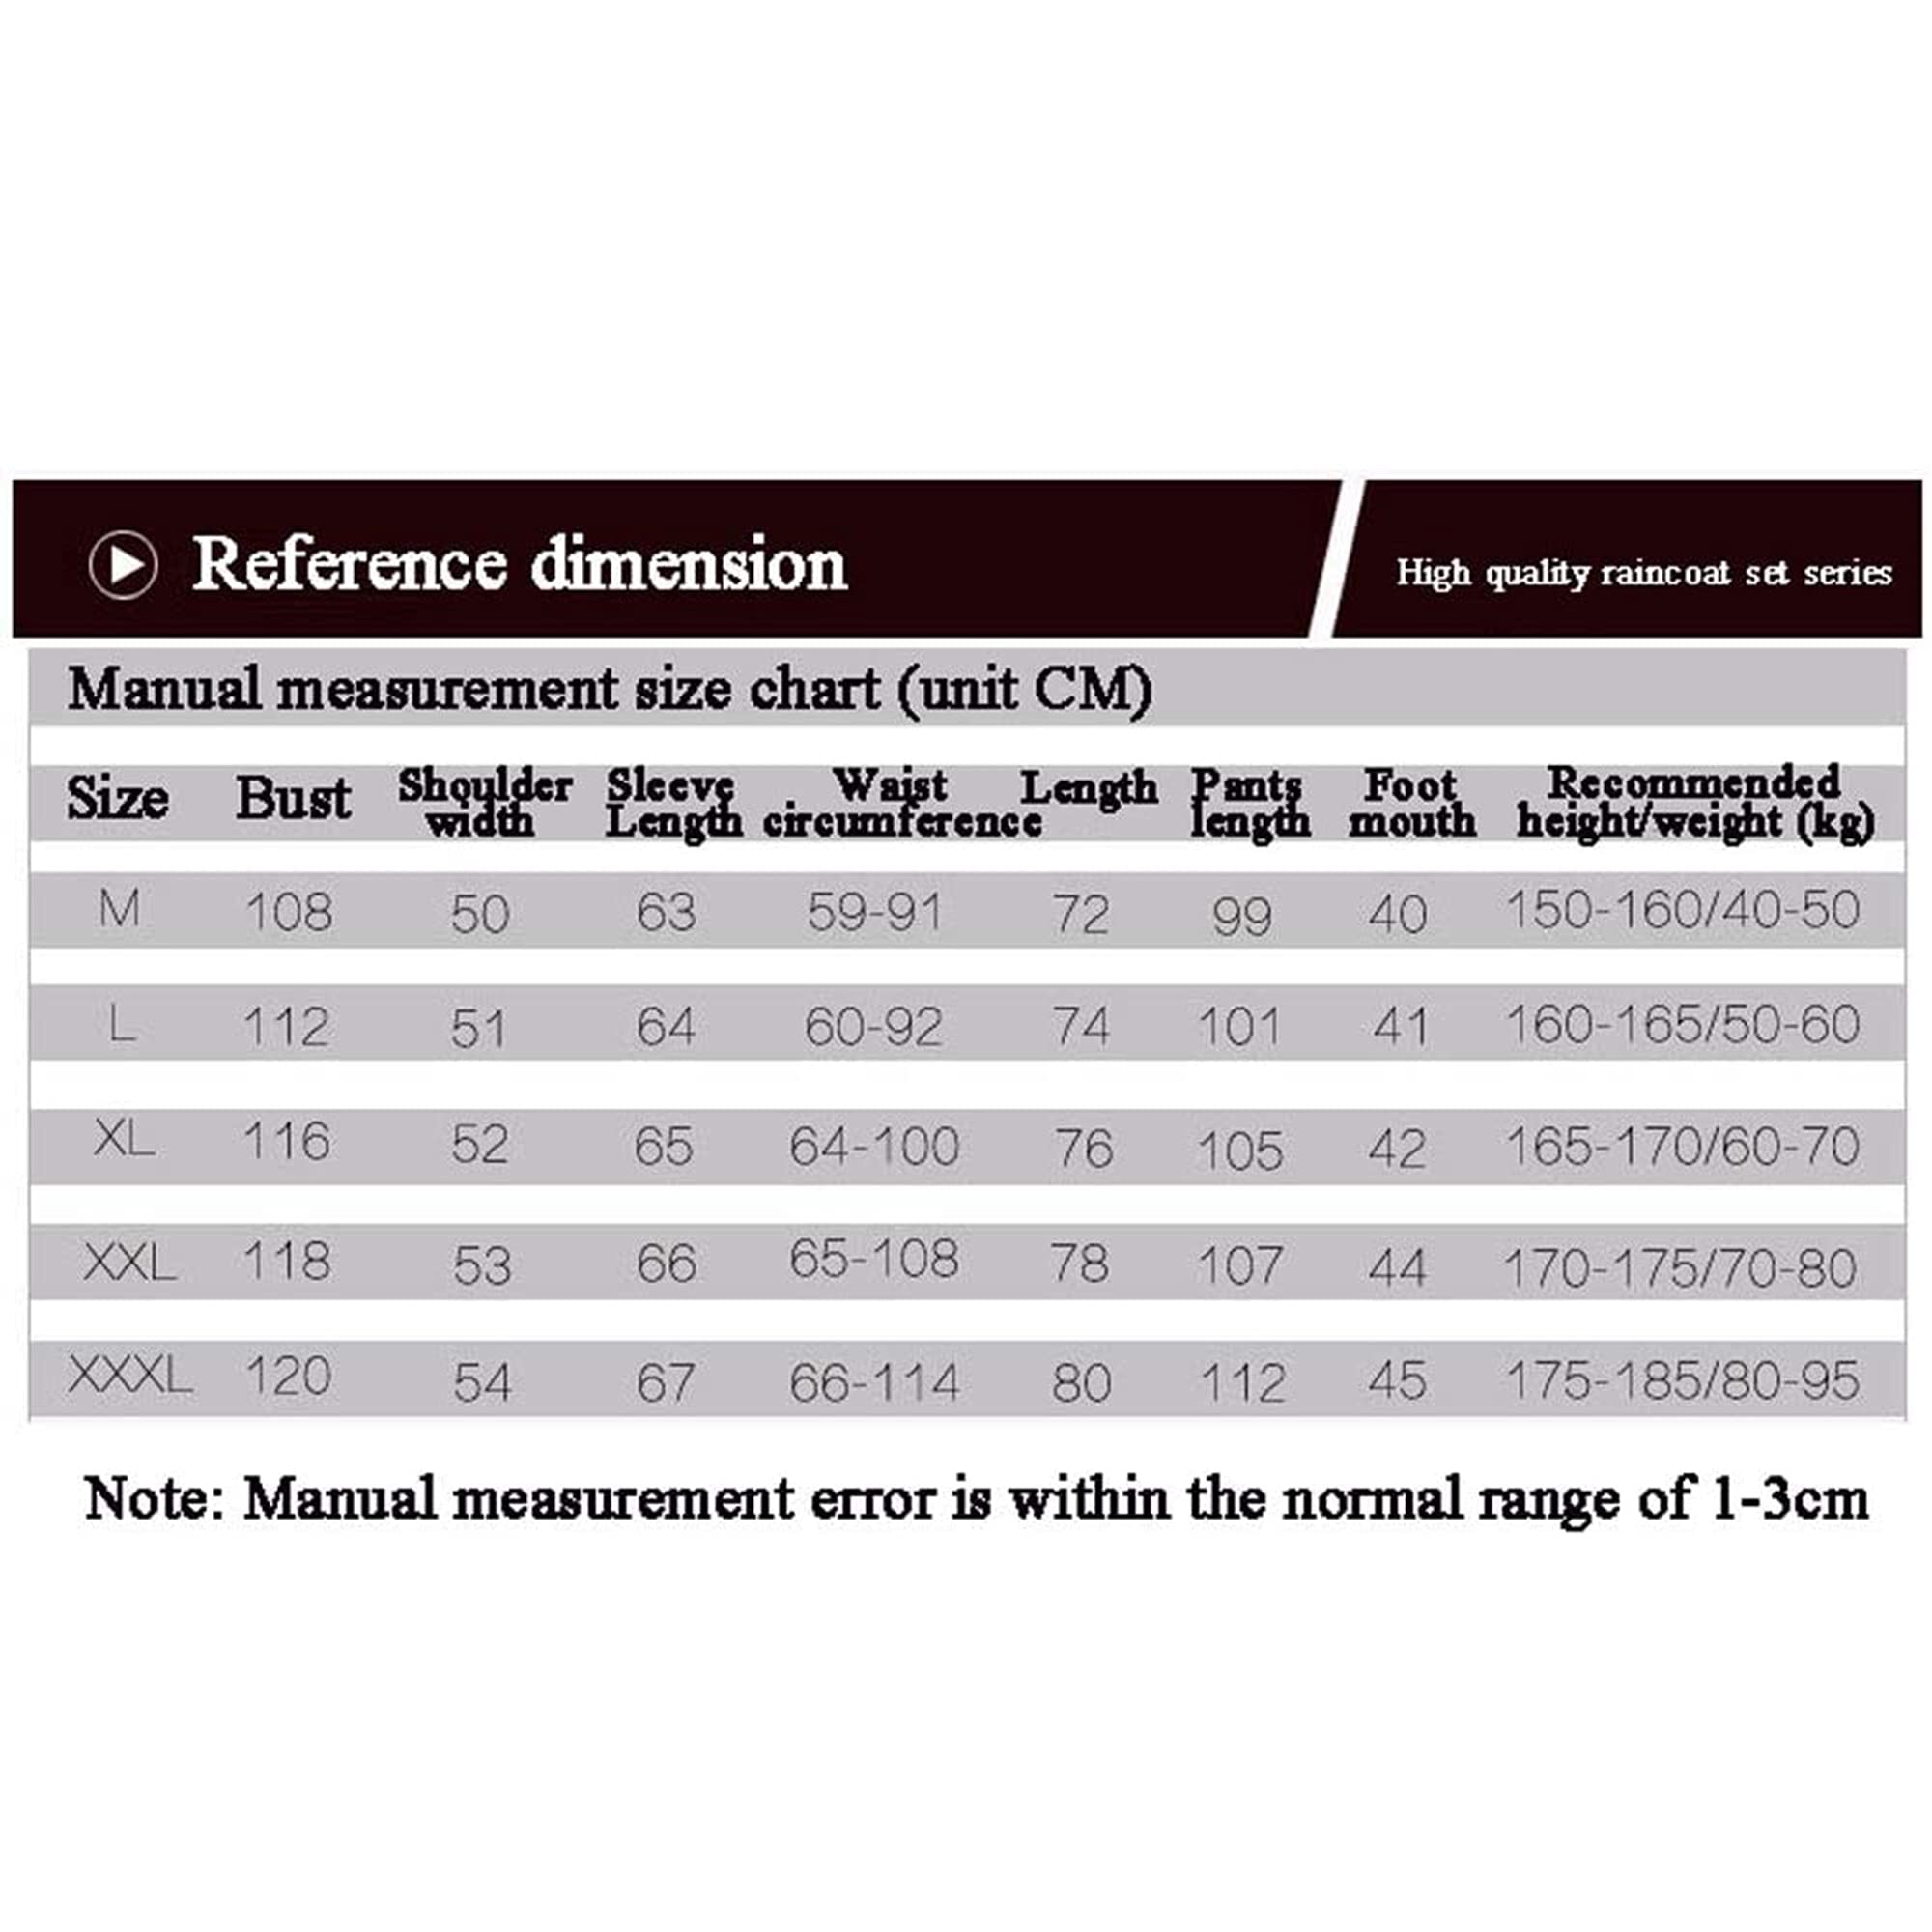 Reference dimension
High quality raincoat set series
Manual measurement size chart (unit CM)
Size Bust Shoulder width Sleeve Length Waist circumference Length Pants length Foot mouth Recommended height/weight (kg)
M 108 50 63 59-91 72 99 40 150-160/40-50
L 112 51 64 60-92 74 101 41 160-165/50-60
XL 116 52 65 64-100 76 105 42 165-170/60-70
XXL 118 53 66 65-108 78 107 44 170-175/70-80
XXXL 120 54 67 66-114 80 112 45 175-185/80-95
Note: Manual measurement error is within the normal range of 1-3cm